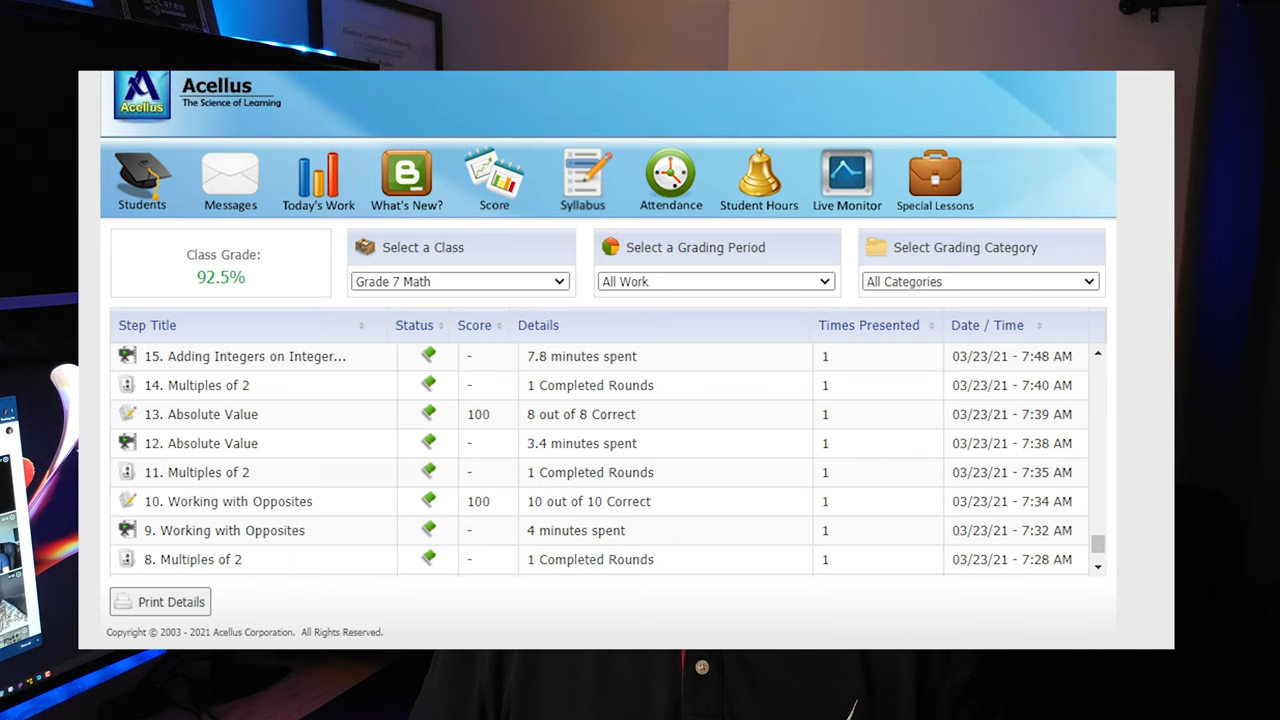 Acellus
The Science of Learning
Acellus
Students Messages Today's Work What's New? Score Syllabus Attendance Student Hours Live Monitor Special Lessons
Class Grade:
92.5%
Select a Class
Grade 7 Math
Select a Grading Period
All Work
Select Grading Category
All Categories
Step Title Status Score Details Times Presented Date / Time
15. Adding Integers on Integer... - 7.8 minutes spent 1 03/23/21 - 7:48 AM
14. Multiples of 2 - 1 Completed Rounds 1 03/23/21 - 7:40 AM
13. Absolute Value 100 8 out of 8 Correct 1 03/23/21 - 7:39 AM
12. Absolute Value - 3.4 minutes spent 1 03/23/21 - 7:38 AM
11. Multiples of 2 - 1 Completed Rounds 1 03/23/21 - 7:35 AM
10. Working with Opposites 100 10 out of 10 Correct 1 03/23/21 - 7:34 AM
9. Working with Opposites - 4 minutes spent 1 03/23/21 - 7:32 AM
8. Multiples of 2 - 1 Completed Rounds 1 03/23/21 - 7:28 AM
Print Details
Copyright © 2003 - 2021 Acellus Corporation. All Rights Reserved.